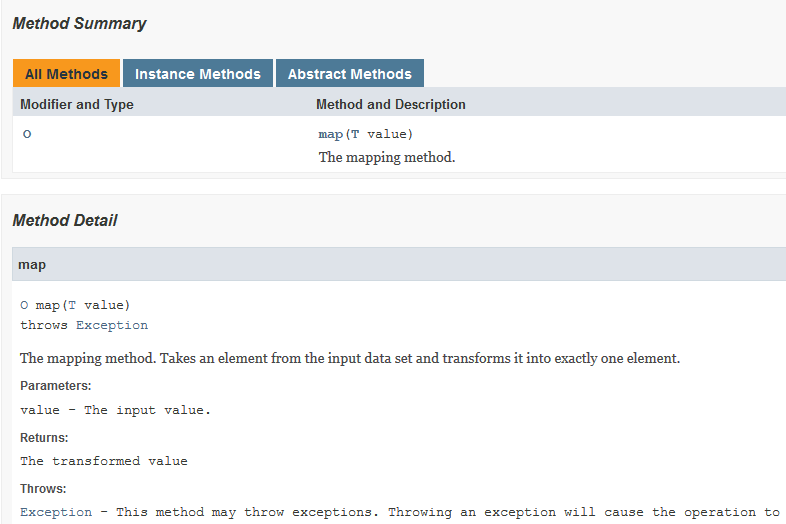 Method Summary
All Methods Instance Methods Abstract Methods
Modifier and Type Method and Description
O map(T value)
The mapping method.
Method Detail
map
O map(T value)
throws Exception
The mapping method. Takes an element from the input data set and transforms it into exactly one element.
Parameters:
value - The input value.
Returns:
The transformed value
Throws:
Exception - This method may throw exceptions. Throwing an exception will cause the operation to